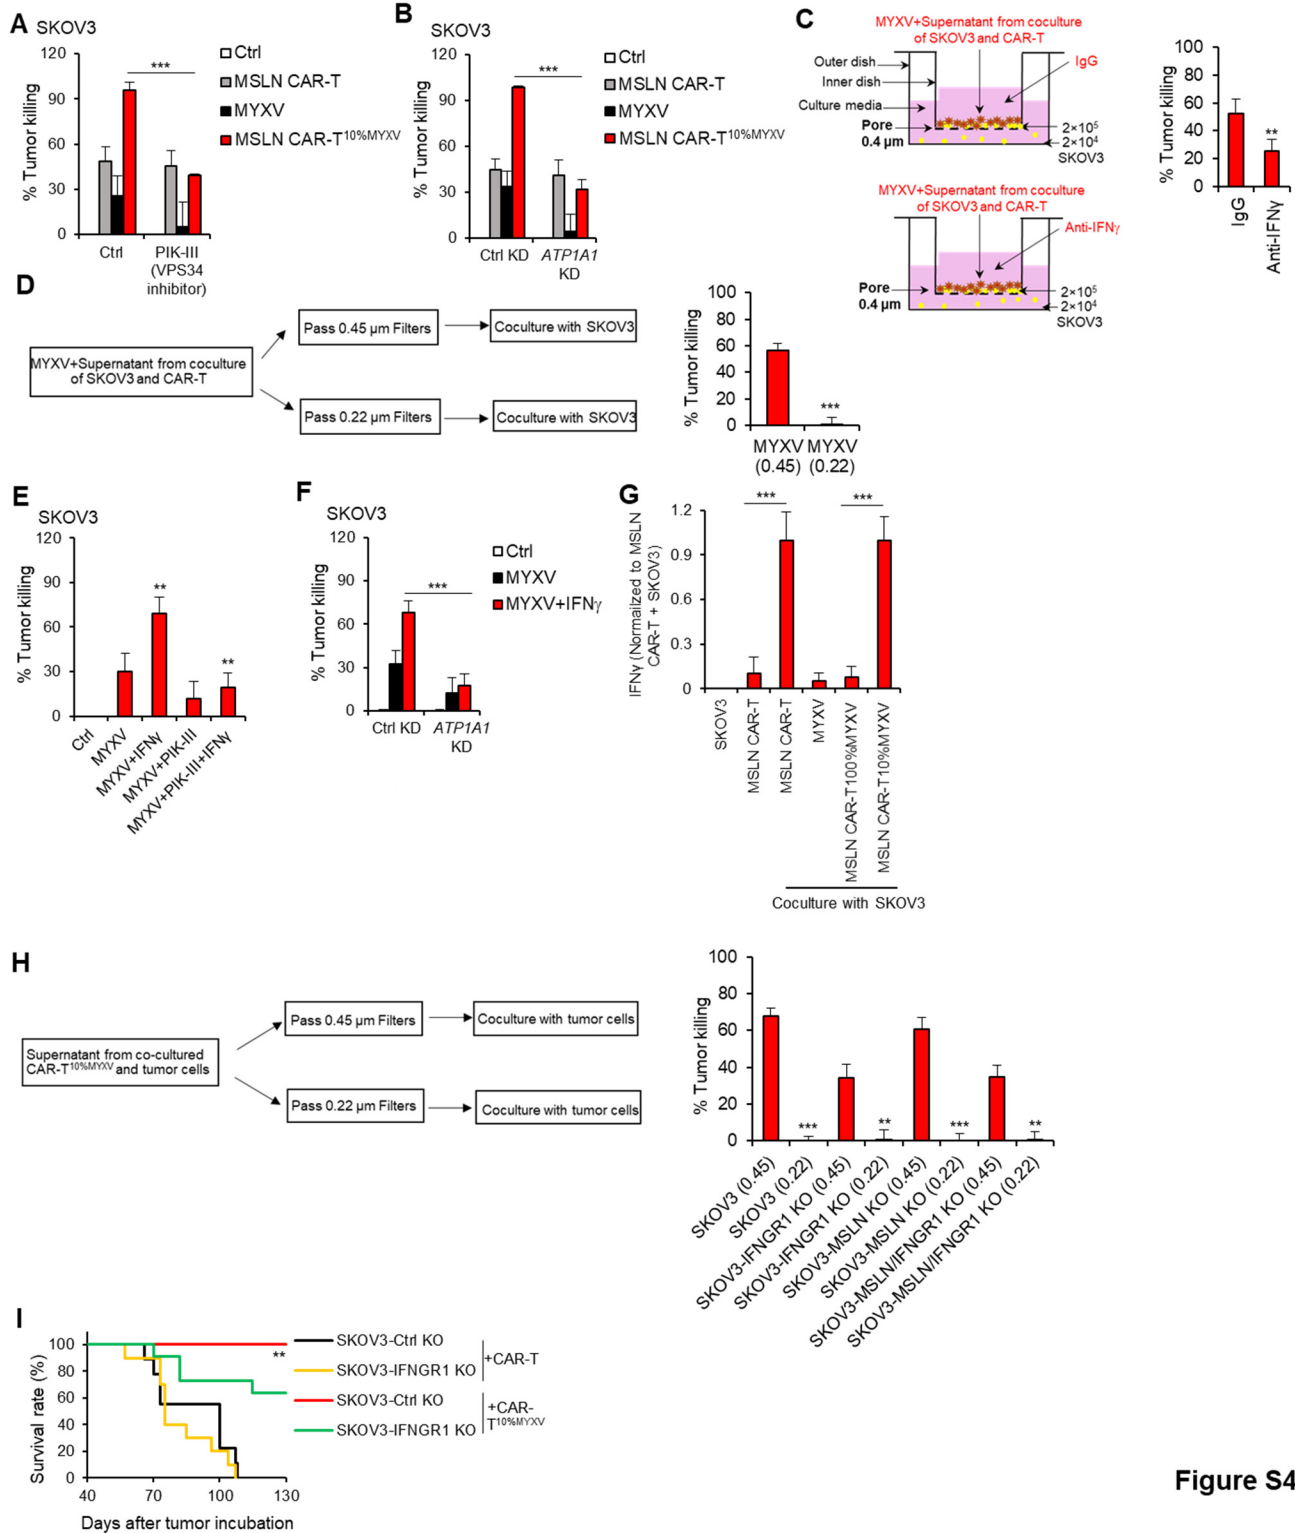 A
SKOV3
% Tumor killing
120
90
60
30
0
***
Ctrl
PIK-III
(VPS34
inhibitor)
Ctrl
MSLN CAR-T
MYXV
MSLN CAR-T10%MYXV
B
SKOV3
% Tumor killing
120
90
60
30
0
***
Ctrl KD
ATP1A1
KD
Ctrl
MSLN CAR-T
MYXV
MSLN CAR-T10%MYXV
C
MYXV+Supernatant from coculture
of SKOV3 and CAR-T
Outer dish
Inner dish
Culture media
Pore
0.4 µm
IgG
2×10⁵
2×10⁴
SKOV3
MYXV+Supernatant from coculture
of SKOV3 and CAR-T
Anti-IFNγ
Pore
0.4 µm
2×10⁵
2×10⁴
SKOV3
% Tumor killing
100
80
60
40
20
0
**
IgG
Anti-IFNγ
D
MYXV+Supernatant from coculture
of SKOV3 and CAR-T
Pass 0.45 µm Filters
Coculture with SKOV3
Pass 0.22 µm Filters
Coculture with SKOV3
% Tumor killing
100
80
60
40
20
0
***
MYXV
(0.45)
MYXV
(0.22)
E
SKOV3
% Tumor killing
120
90
60
30
0
**
**
Ctrl
MYXV
MYXV+IFNγ
MYXV+PIK-III
MYXV+PIK-III+IFNγ
F
SKOV3
% Tumor killing
120
90
60
30
0
***
Ctrl KD
ATP1A1
KD
Ctrl
MYXV
MYXV+IFNγ
G
IFNγ (Normailzed to MSLN
CAR-T + SKOV3)
1.2
0.9
0.6
0.3
0
***
***
SKOV3
MSLN CAR-T
MSLN CAR-T
MYXV
MSLN CAR-T100%MYXV
MSLN CAR-T10%MYXV
Coculture with SKOV3
H
Supernatant from co-cultured
CAR-T10%MYXV and tumor cells
Pass 0.45 µm Filters
Coculture with tumor cells
Pass 0.22 µm Filters
Coculture with tumor cells
% Tumor killing
100
80
60
40
20
0
***
**
***
**
SKOV3 (0.45)
SKOV3 (0.22)
SKOV3-IFNGR1 KO (0.45)
SKOV3-IFNGR1 KO (0.22)
SKOV3-MSLN KO (0.45)
SKOV3-MSLN KO (0.22)
SKOV3-MSLN/IFNGR1 KO (0.45)
SKOV3-MSLN/IFNGR1 KO (0.22)
I
Survival rate (%)
100
80
60
40
20
0
40
70
100
130
Days after tumor incubation
**
SKOV3-Ctrl KO
SKOV3-IFNGR1 KO
+CAR-T
SKOV3-Ctrl KO
SKOV3-IFNGR1 KO
+CAR-
T10%MYXV
Figure S4